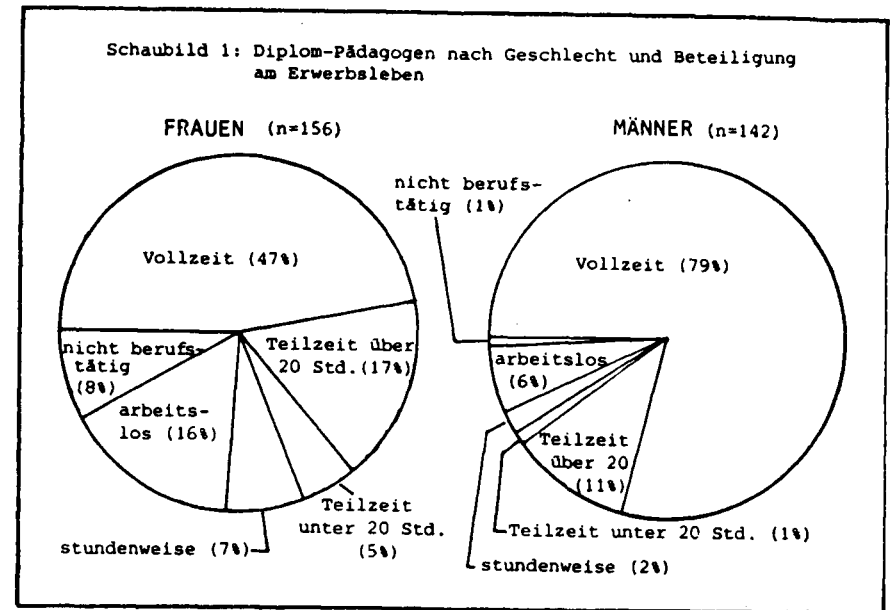 Schaubild 1: Diplom-Pädagogen nach Geschlecht und Beteiligung
am Erwerbsleben
FRAUEN (n=156)
Vollzeit (47%)
Teilzeit über
20 Std.(17%)
Teilzeit
unter 20 Std.
(5%)
stundenweise (7%)
arbeits-
los (16%)
nicht berufs-
tätig
(8%)
MÄNNER (n=142)
nicht berufs-
tätig (1%)
Vollzeit (79%)
arbeitslos
(6%)
Teilzeit
über 20
(11%)
Teilzeit unter 20 Std. (1%)
stundenweise (2%)